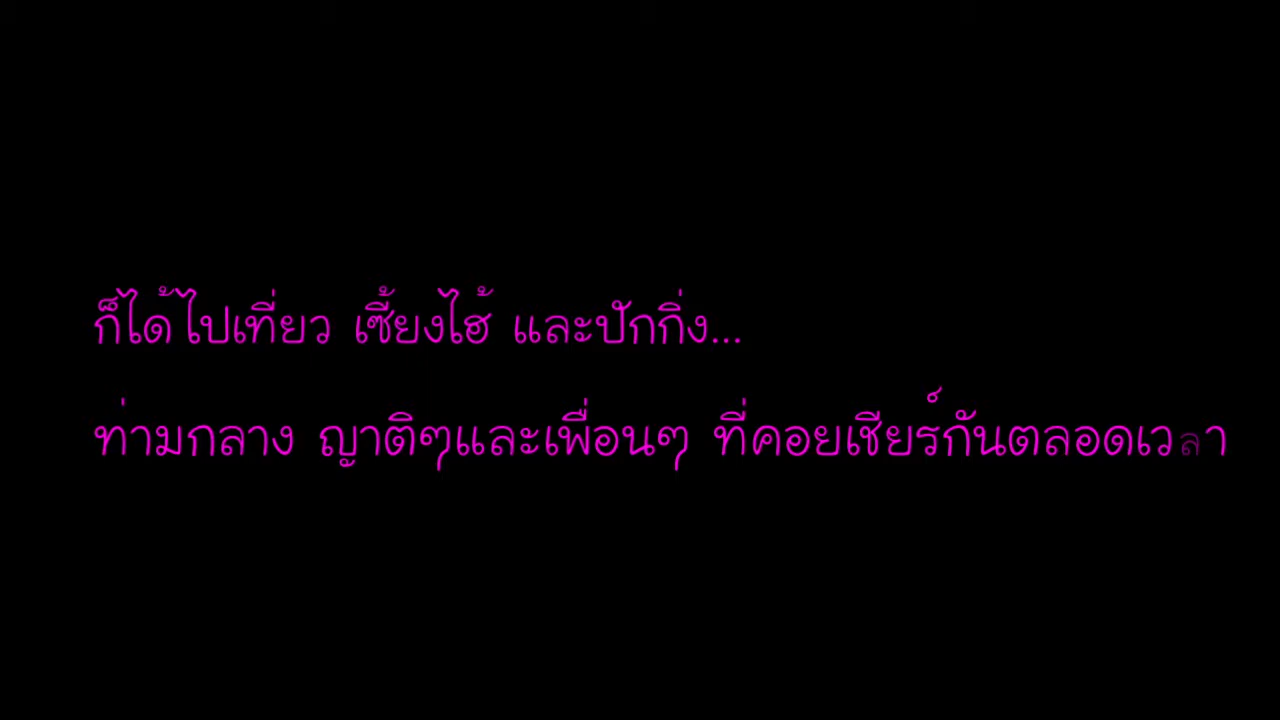 ก็ได้ไปเที่ยว เซี้ยงไฮ้ และปักกิ่ง...
ท่ามกลาง ญาติๆและเพื่อนๆ ที่คอยเชียร์กันตลอดเวลา